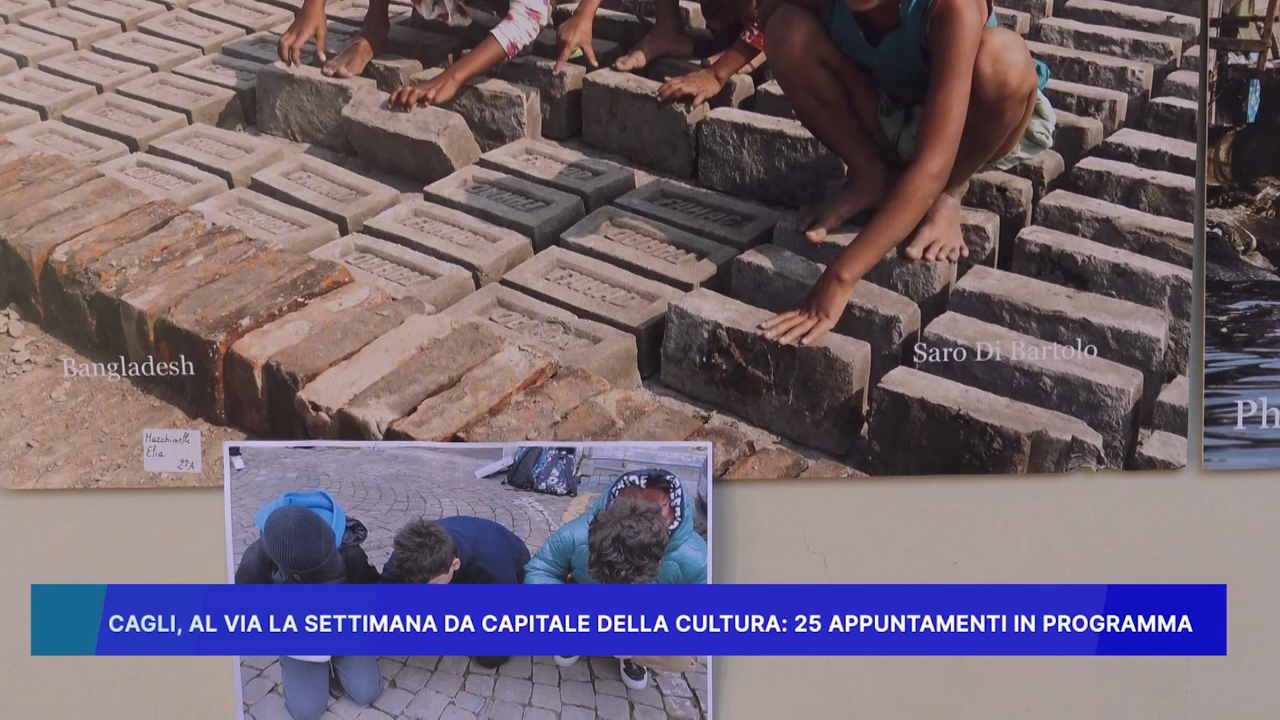 Bangladesh
Saro Di Bartolo
Ph
Elia
2ªA
CAGLI, AL VIA LA SETTIMANA DA CAPITALE DELLA CULTURA: 25 APPUNTAMENTI IN PROGRAMMA